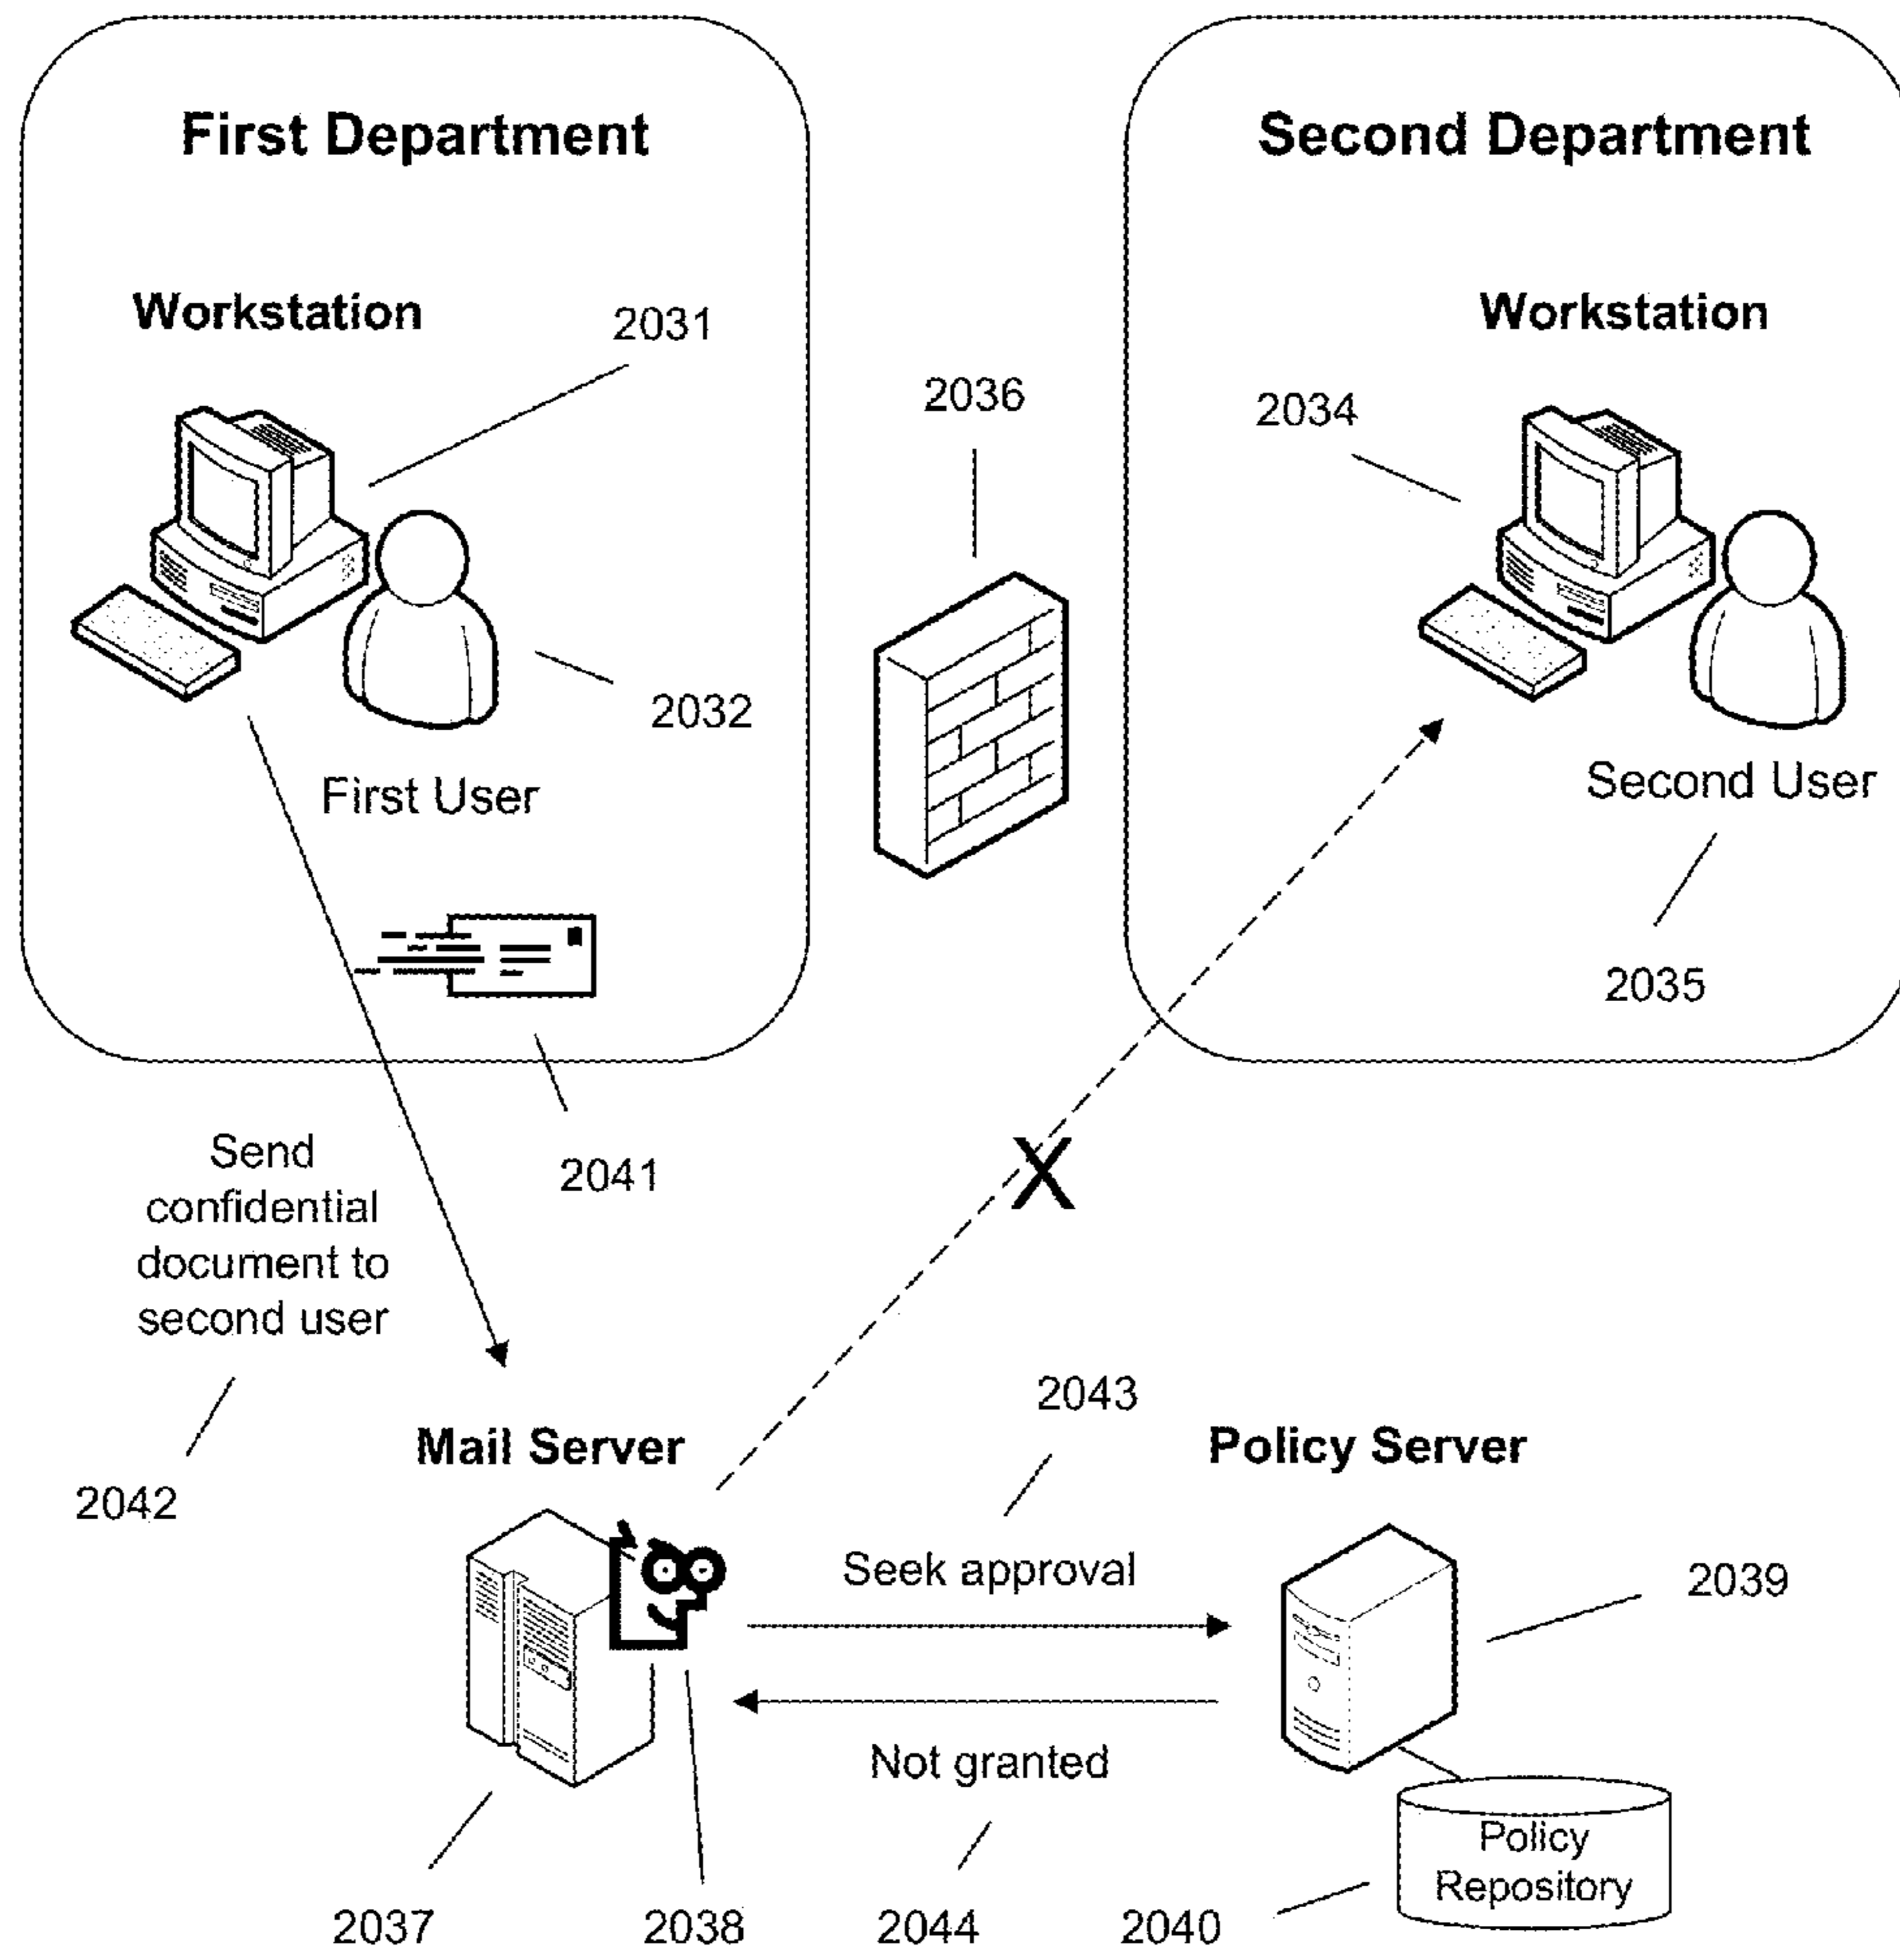 First Department
Second Department
Workstation
2031
Workstation
2036
2034
2032
First User
Second User
2035
2041
Send
confidential
document to
second user
2043
Mail Server
Policy Server
2042
Seek approval
2039
Not granted
Policy
Repository
2037
2038
2044
2040
X